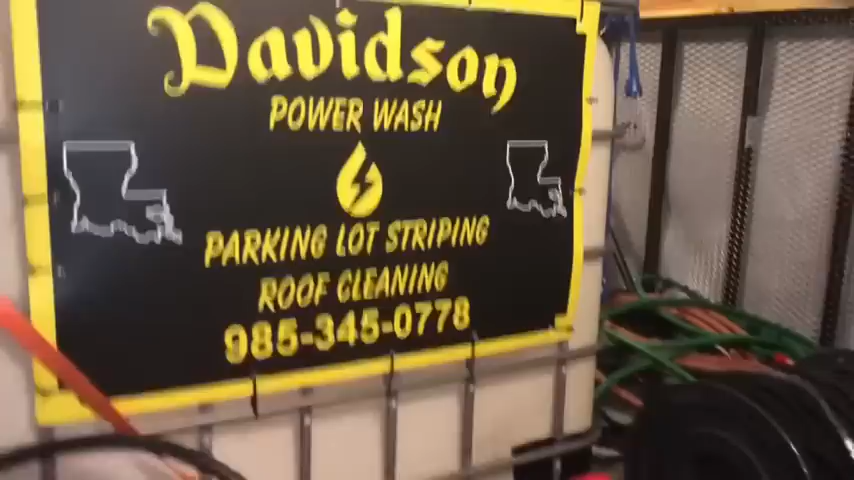 Davidson
POWER WASH
PARKING LOT STRIPING
ROOF CLEANING
985-345-0778